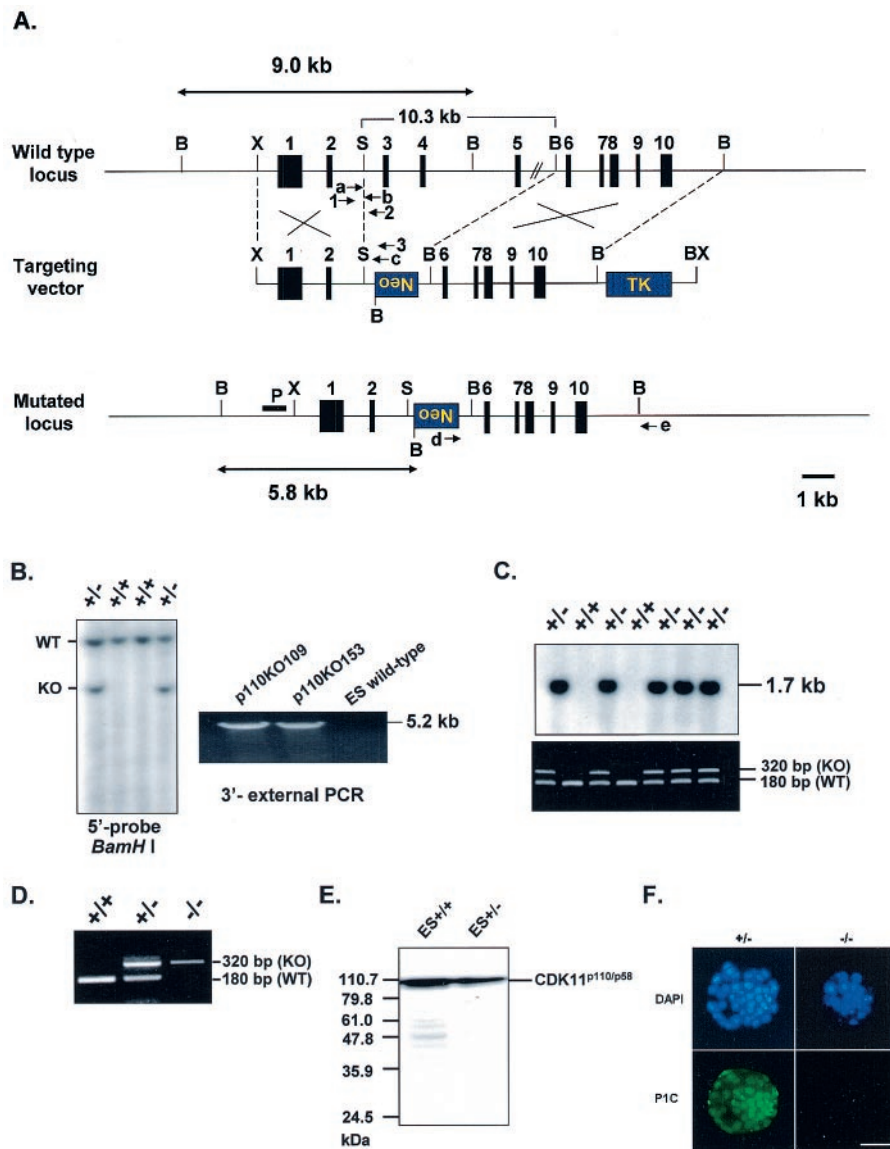 A.
9.0 kb
10.3 kb
B X 1 2 S 3 4 B 5 B 6 7 8 9 10 B
Wild type locus
a b
1 2
3
X 1 2 S c B 6 7 8 9 10 B BX
Targeting vector
Neo
TK
B
B P X 1 2 S B 6 7 8 9 10 B
Mutated locus
Neo
B d e
5.8 kb
1 kb
B.
+/- +/+ +/+ +/-
WT
KO
5'-probe
BamH I
p110KO109 p110KO153 ES wild-type
5.2 kb
3'- external PCR
C.
+/- +/+ +/- +/+ +/- +/- +/-
1.7 kb
320 bp (KO)
180 bp (WT)
D.
+/+ +/- -/-
320 bp (KO)
180 bp (WT)
E.
ES+/+ ES+/-
110.7
79.8
61.0
47.8
35.9
24.5
kDa
CDK11p110/p58
F.
+/- -/-
DAPI
P1C